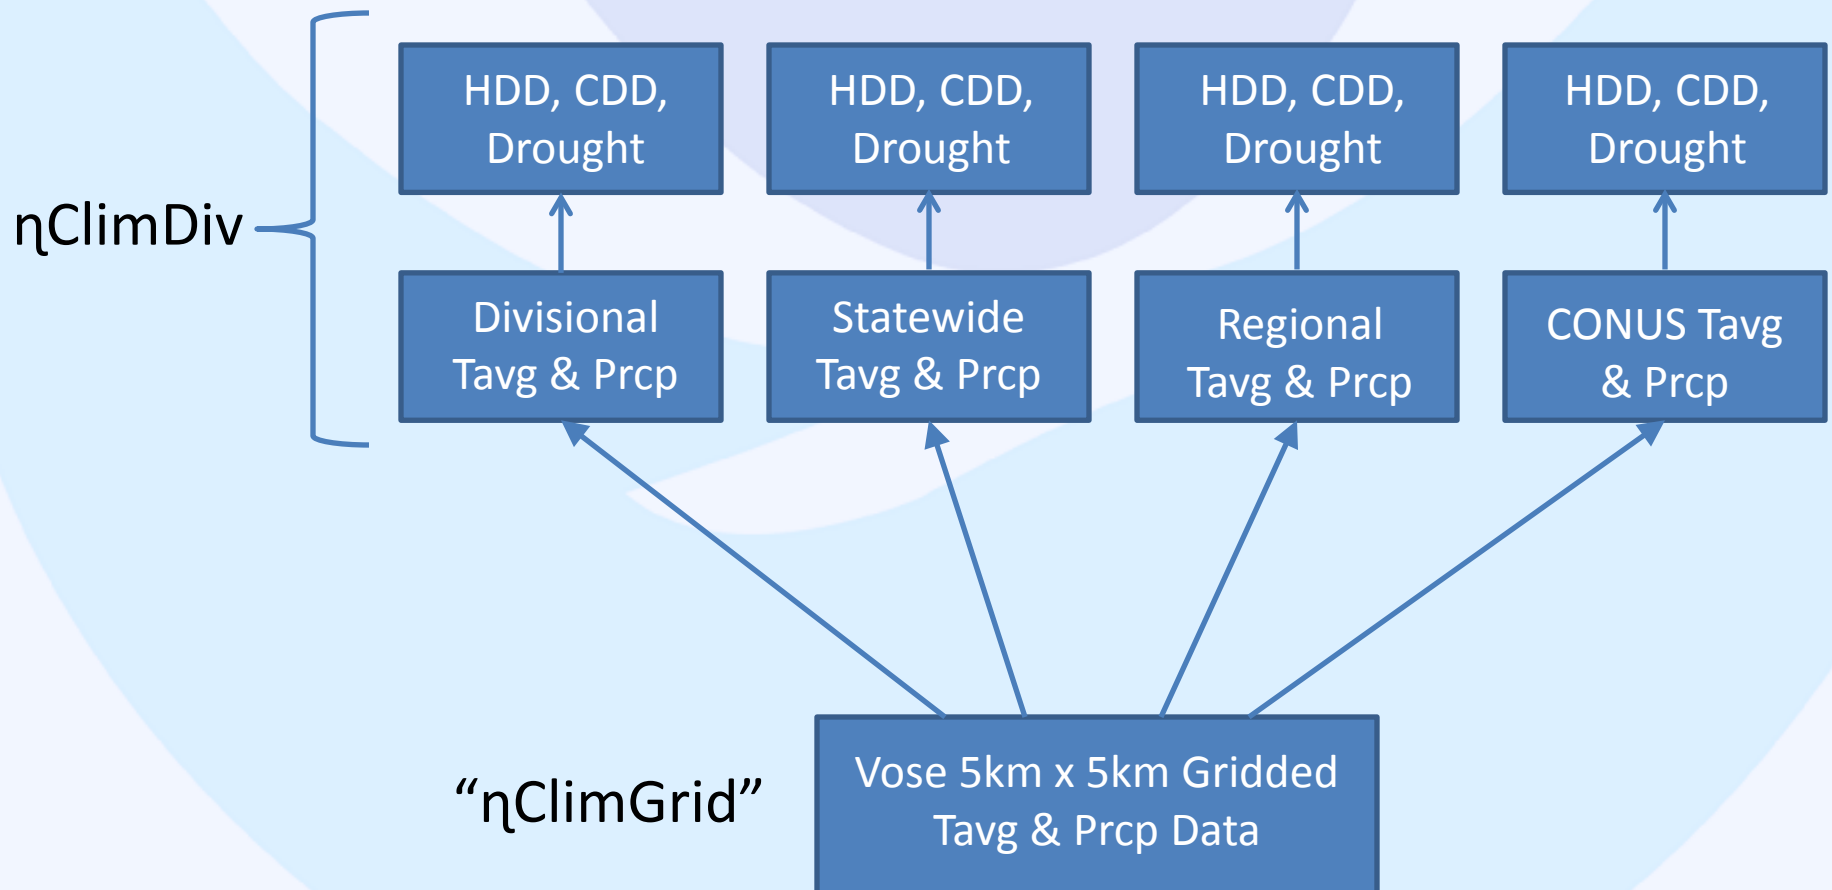 HDD, CDD,
Drought
HDD, CDD,
Drought
HDD, CDD,
Drought
HDD, CDD,
Drought
ηClimDiv
Divisional
Tavg & Prcp
Statewide
Tavg & Prcp
Regional
Tavg & Prcp
CONUS Tavg
& Prcp
“ηClimGrid”
Vose 5km x 5km Gridded
Tavg & Prcp Data